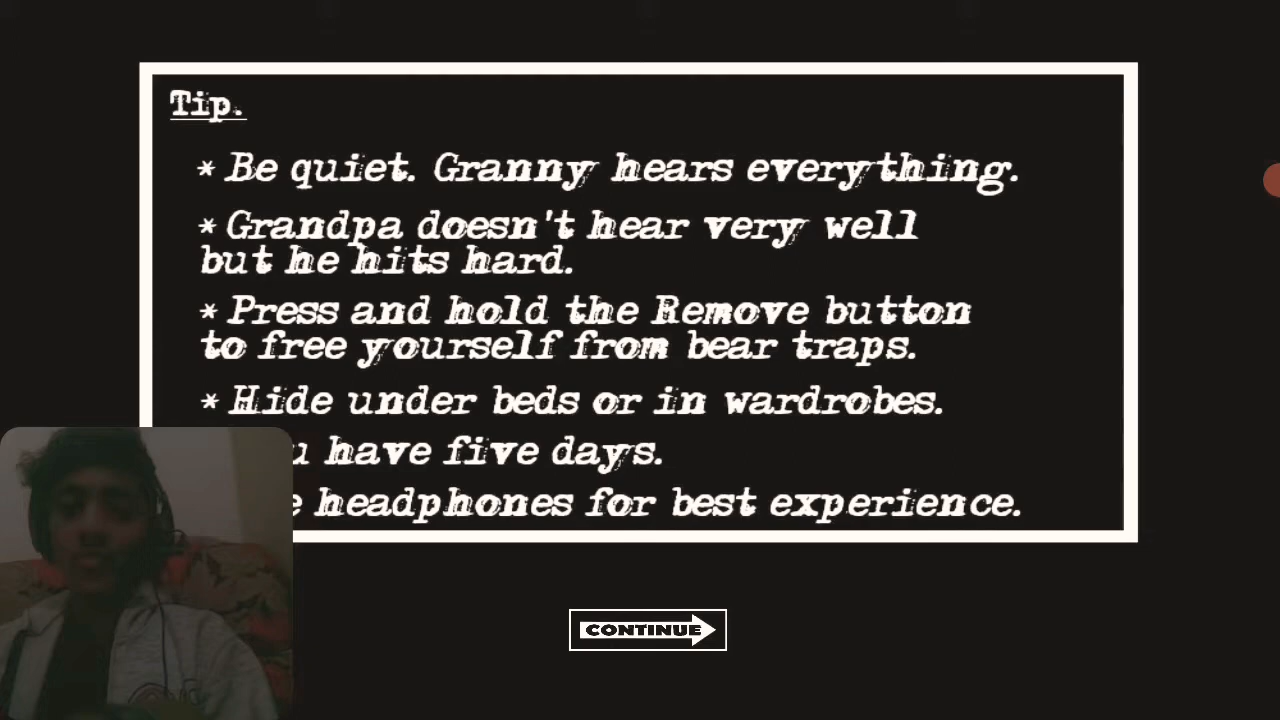 Tip.
* Be quiet. Granny hears everything.
* Grandpa doesn't hear very well
but he hits hard.
* Press and hold the Remove button
to free yourself from bear traps.
* Hide under beds or in wardrobes.
have five days.
headphones for best experience.
CONTINUE